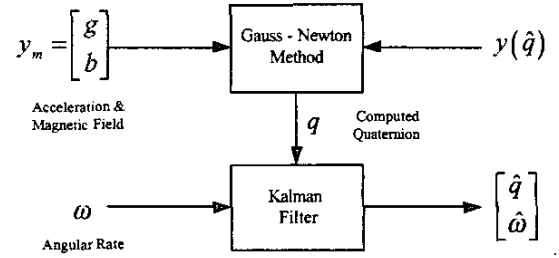 y_m = [g b]
Gauss - Newton
Method
y(q̂)
Acceleration &
Magnetic Field
q
Computed
Quaternion
ω
Angular Rate
Kalman
Filter
[q̂ ω̂]